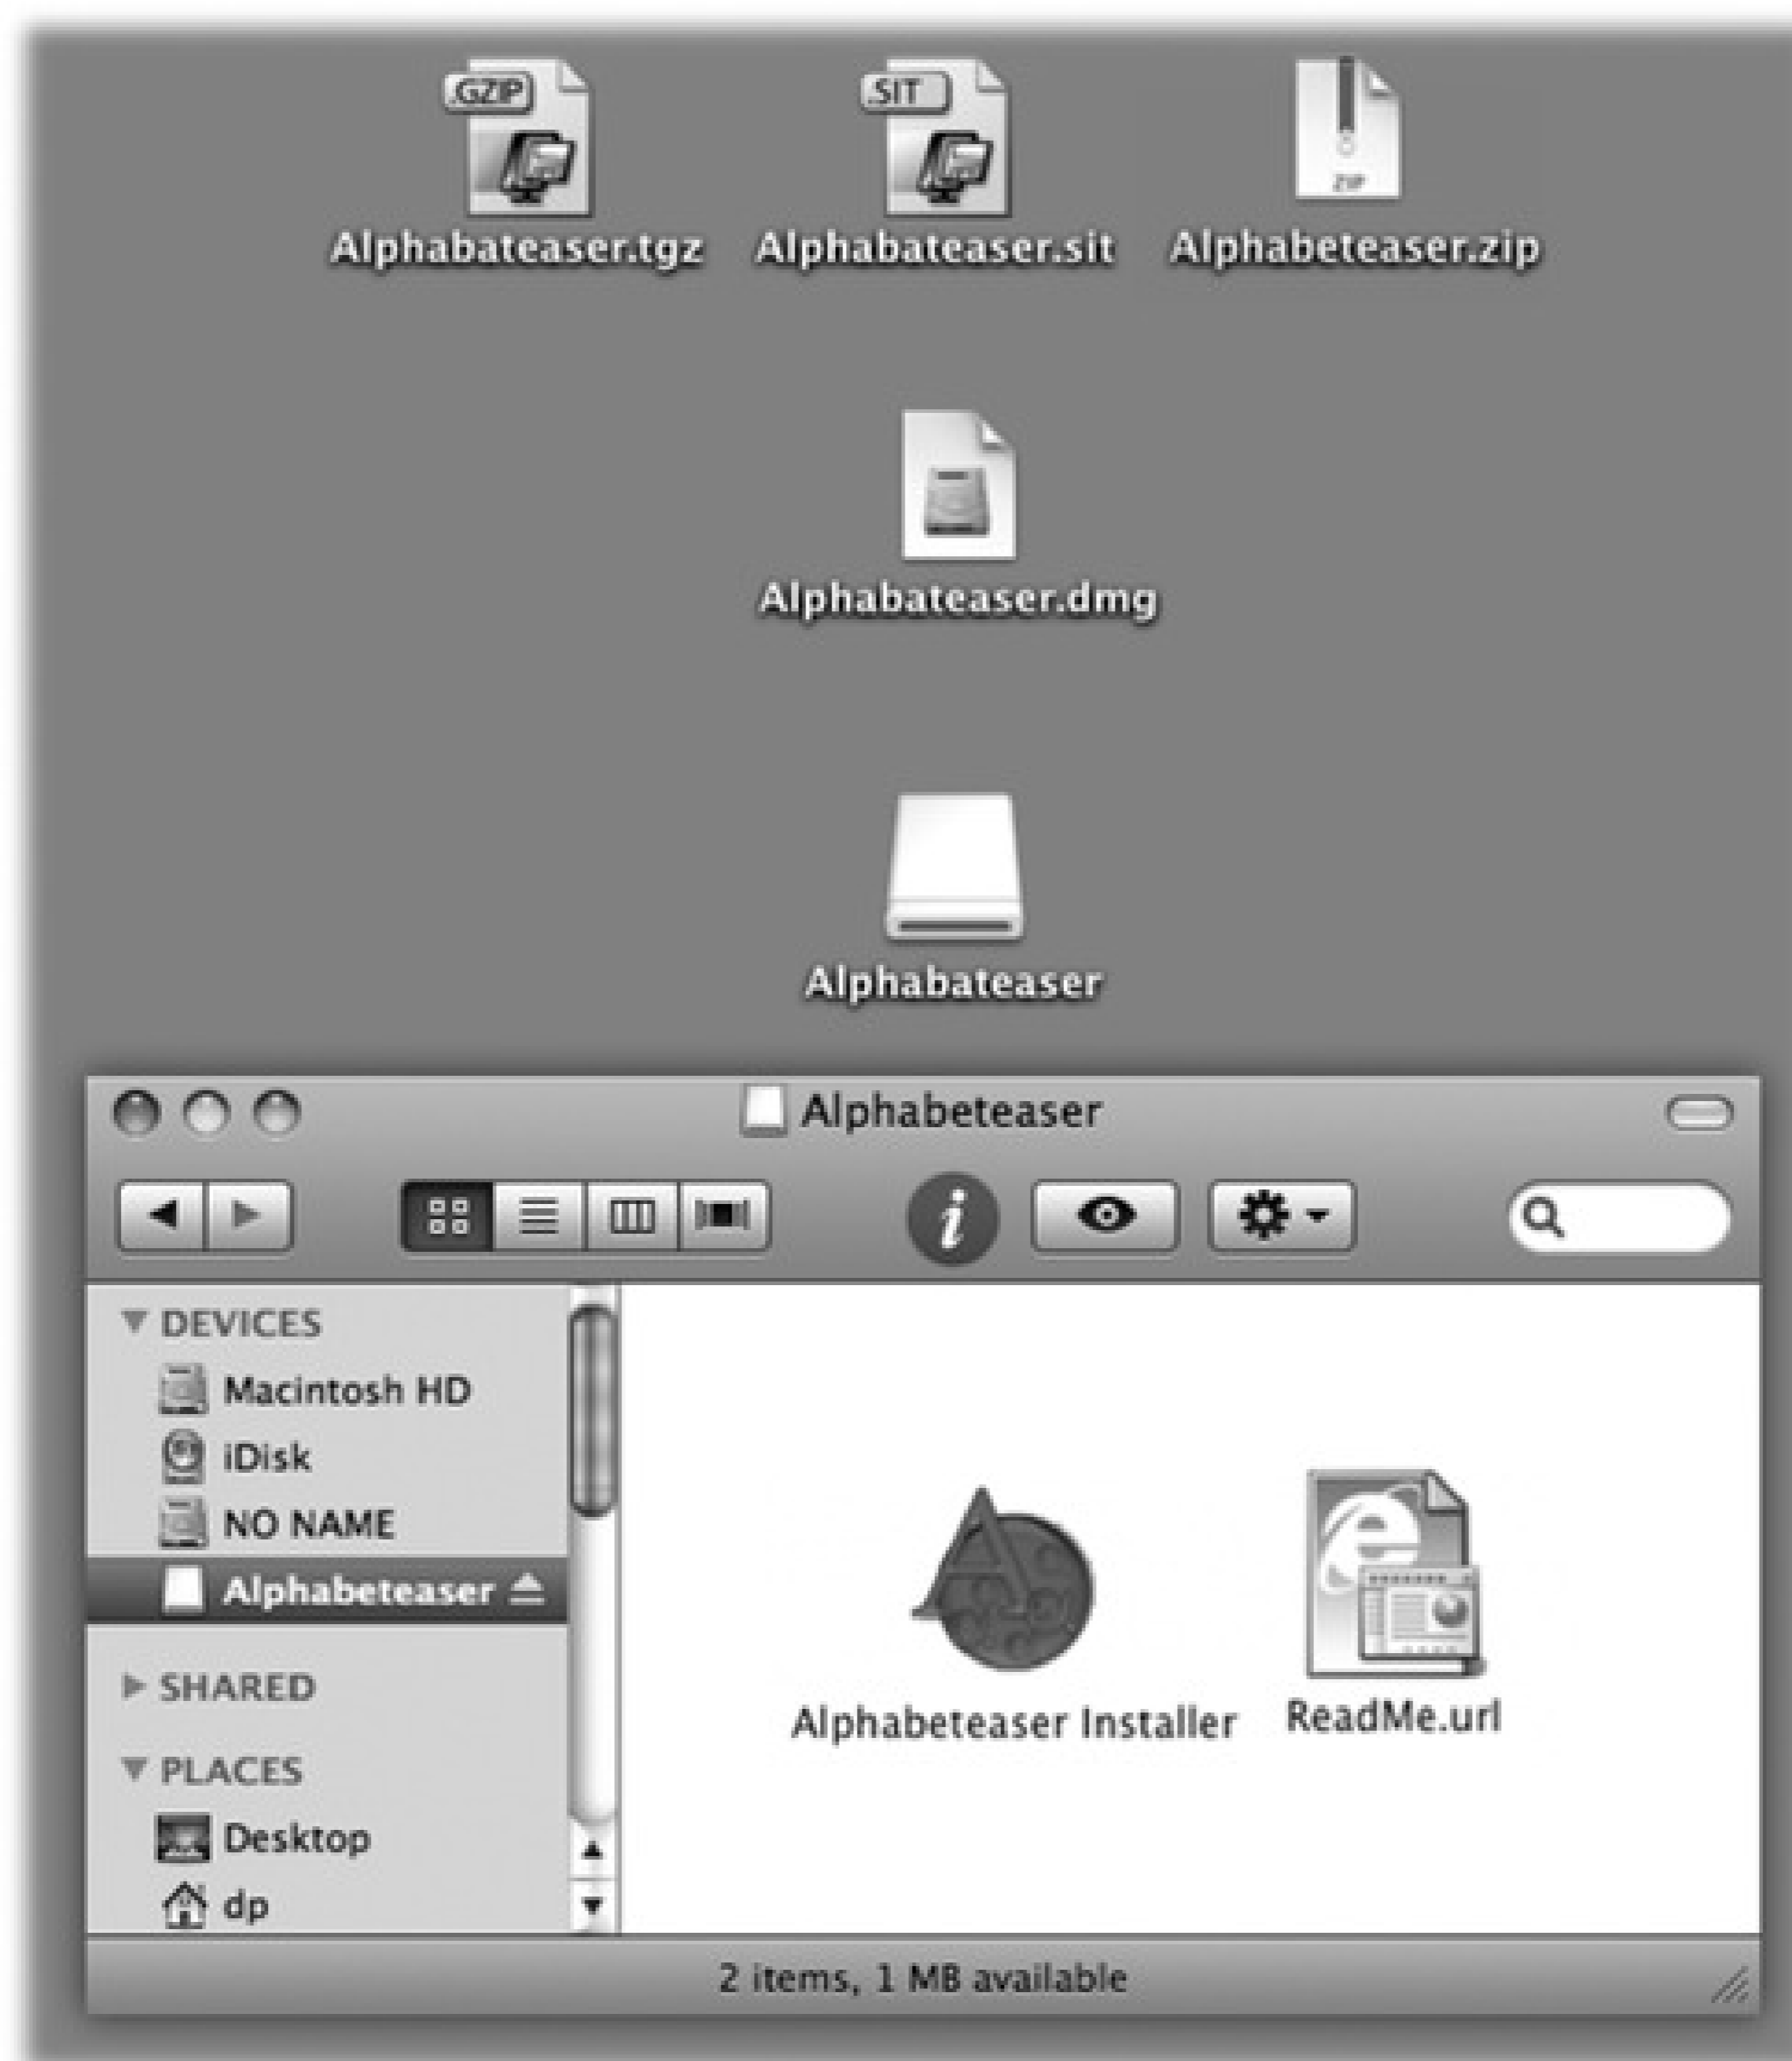 .GZIP
.SIT
ZIP
Alphabateaser.tgz
Alphabateaser.sit
Alphabeteaser.zip
Alphabateaser.dmg
Alphabateaser
Alphabeteaser
i
DEVICES
Macintosh HD
iDisk
NO NAME
Alphabeteaser
SHARED
PLACES
Desktop
dp
Alphabeteaser Installer
ReadMe.url
2 items, 1 MB available